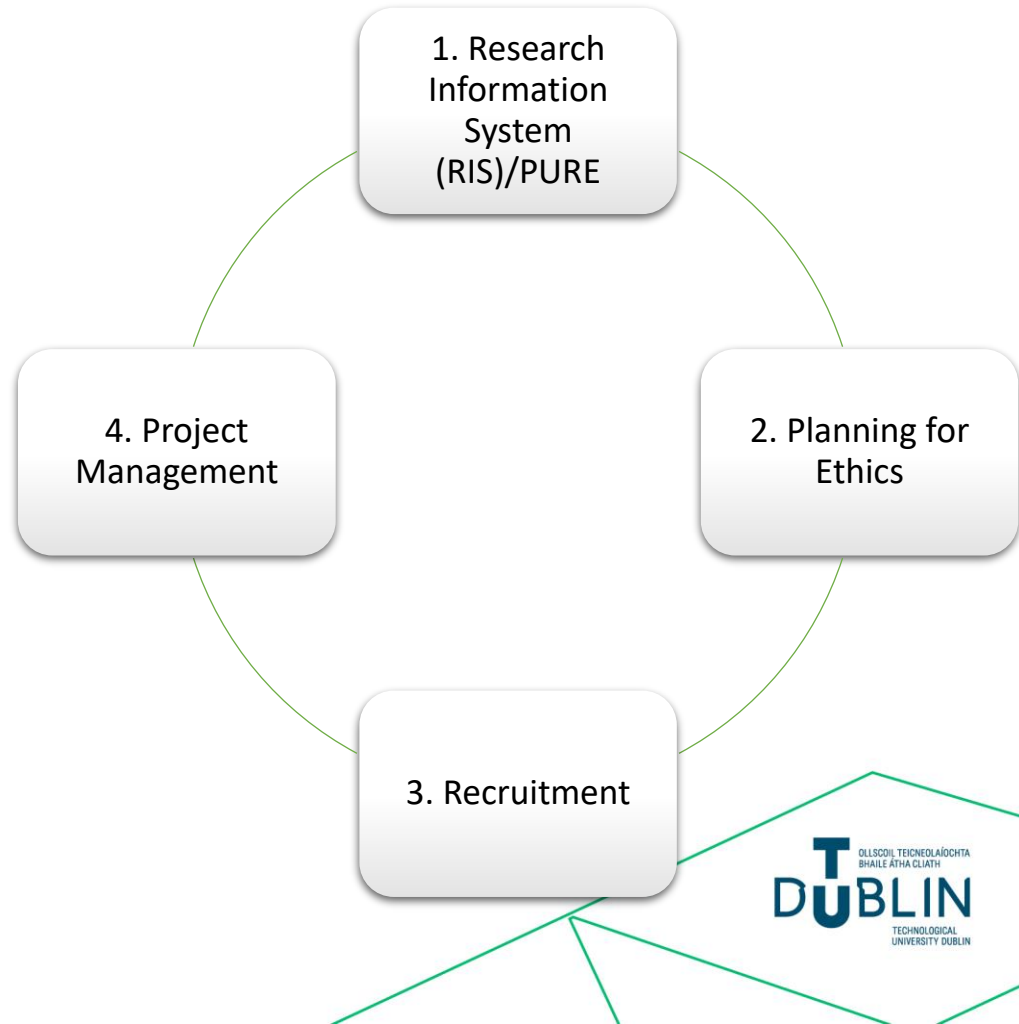 1. Research
Information
System
(RIS)/PURE
4. Project
Management
2. Planning for
Ethics
3. Recruitment
OLLSCOIL TEICNEOLAÍOCHTA
BHAILE ÁTHA CLIATH
TU DUBLIN
TECHNOLOGICAL
UNIVERSITY DUBLIN